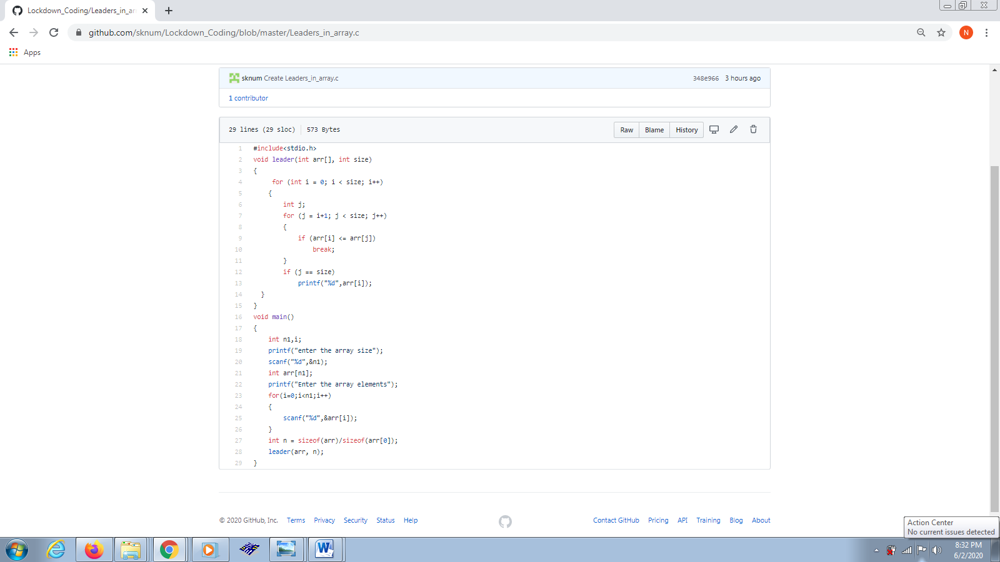 Lockdown_Coding/Leaders_in_ar
github.com/sknum/Lockdown_Coding/blob/master/Leaders_in_array.c
N
Apps
sknum Create Leaders_in_array.c
348e966 3 hours ago
1 contributor
29 lines (29 sloc) 573 Bytes
Raw Blame History
1 #include<stdio.h>
2 void leader(int arr[], int size)
3 {
4 for (int i = 0; i < size; i++)
5 {
6 int j;
7 for (j = i+1; j < size; j++)
8 {
9 if (arr[i] <= arr[j])
10 break;
11 }
12 if (j == size)
13 printf("%d",arr[i]);
14 }
15 }
16 void main()
17 {
18 int n1,i;
19 printf("enter the array size");
20 scanf("%d",&n1);
21 int arr[n1];
22 printf("Enter the array elements");
23 for(i=0;i<n1;i++)
24 {
25 scanf("%d",&arr[i]);
26 }
27 int n = sizeof(arr)/sizeof(arr[0]);
28 leader(arr, n);
29 }
© 2020 GitHub, Inc. Terms Privacy Security Status Help Contact GitHub Pricing API Training Blog About
Action Center
No current issues detected
8:32 PM
6/2/2020